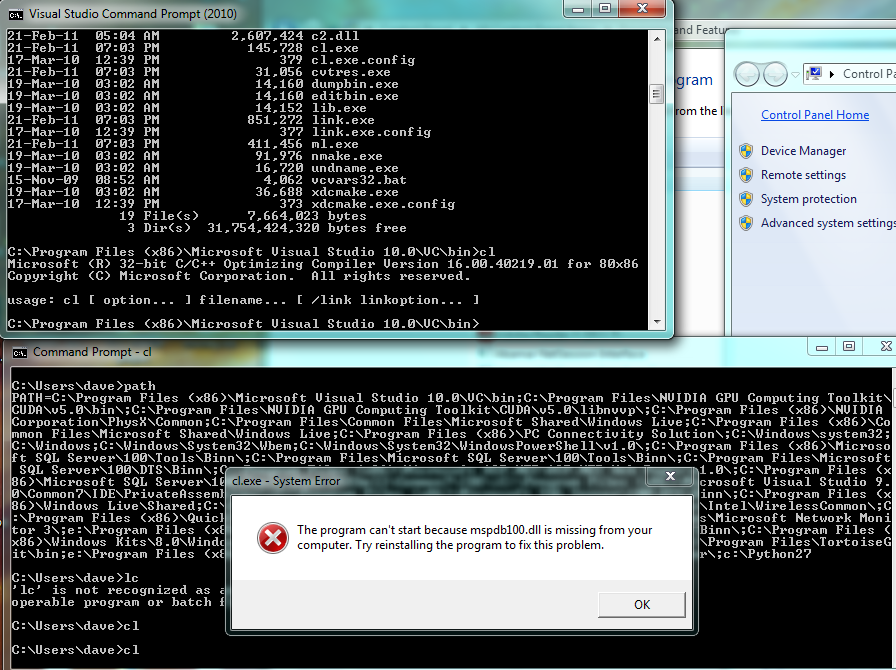 Visual Studio Command Prompt (2010)
21-Feb-11 05:04 AM 2,607,424 c2.dll
21-Feb-11 07:03 PM 145,728 cl.exe
17-Mar-10 12:39 PM 379 cl.exe.config
21-Feb-11 07:03 PM 31,056 cvtres.exe
19-Mar-10 03:02 AM 14,160 dumpbin.exe
19-Mar-10 03:02 AM 14,160 editbin.exe
19-Mar-10 03:02 AM 14,152 lib.exe
21-Feb-11 07:03 PM 851,272 link.exe
17-Mar-10 12:39 PM 377 link.exe.config
21-Feb-11 07:03 PM 411,456 ml.exe
19-Mar-10 03:02 AM 91,976 nmake.exe
19-Mar-10 03:02 AM 16,720 undname.exe
15-Nov-09 08:52 AM 4,062 vcvars32.bat
19-Mar-10 03:02 AM 36,688 xdcmake.exe
17-Mar-10 12:39 PM 373 xdcmake.exe.config
19 File(s) 7,664,023 bytes
3 Dir(s) 31,754,424,320 bytes free
C:\Program Files (x86)\Microsoft Visual Studio 10.0\VC\bin>cl
Microsoft (R) 32-bit C/C++ Optimizing Compiler Version 16.00.40219.01 for 80x86
Copyright (C) Microsoft Corporation. All rights reserved.
usage: cl [ option... ] filename... [ /link linkoption... ]
C:\Program Files (x86)\Microsoft Visual Studio 10.0\VC\bin>
and Featu
gram
rom the l
Control Pa
Control Panel Home
Device Manager
Remote settings
System protection
Advanced system settings
Command Prompt - cl
C:\Users\dave>path
PATH=C:\Program Files (x86)\Microsoft Visual Studio 10.0\VC\bin;C:\Program Files\NVIDIA GPU Computing Toolkit\
CUDA\v5.0\bin\;C:\Program Files\NVIDIA GPU Computing Toolkit\CUDA\v5.0\libnvvp\;C:\Program Files (x86)\NVIDIA
Corporation\PhysX\Common;C:\Program Files\Common Files\Microsoft Shared\Windows Live;C:\Program Files (x86)\Co
mmon Files\Microsoft Shared\Windows Live;C:\Program Files (x86)\PC Connectivity Solution\;C:\Windows\system32;
C:\Windows;C:\Windows\System32\Wbem;C:\Windows\System32\WindowsPowerShell\v1.0\;C:\Program Files (x86)\Microso
ft SQL Server\100\Tools\Binn\;C:\Program Files\Microsoft SQL Server\100\Tools\Binn\;C:\Program Files\Microsoft
SQL Server\100\DTS\Binn\;C 1.0\;C:\Program Files (x
86)\Microsoft SQL Server\10 osoft Visual Studio 9.
0\Common7\IDE\PrivateAssemb inn\;C:\Program Files (x
86)\Windows Live\Shared;C:\ Intel\WirelessCommon\;C
:\Program Files (x86)\Quick Microsoft Network Moni
tor 3\;e:\Program Files (x8 Binn\;C:\Program Files (
x86)\Windows Kits\8.0\Windo gram Files\TortoiseG
it\bin;e:\Program Files (x8 r\;c:\Python27
C:\Users\dave>lc
'lc' is not recognized as a
operable program or batch f
C:\Users\dave>cl
C:\Users\dave>cl
cl.exe - System Error
The program can't start because mspdb100.dll is missing from your
computer. Try reinstalling the program to fix this problem.
OK